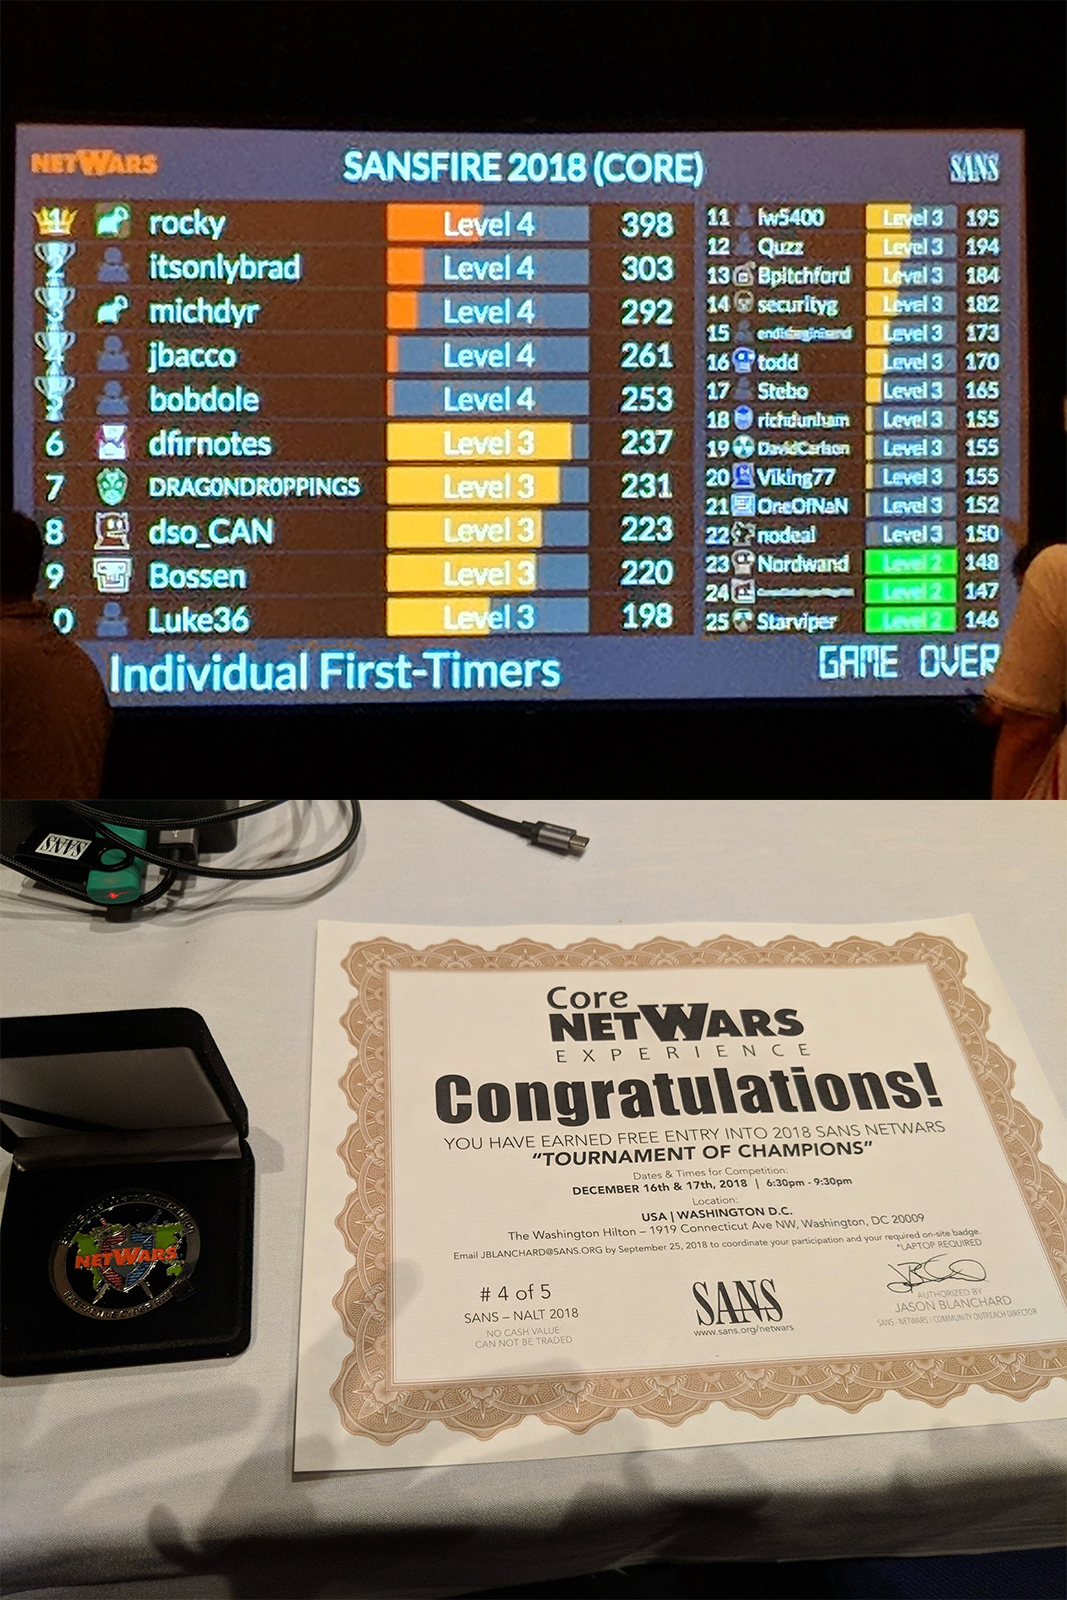 NETWARS
SANSFIRE 2018 (CORE)
SANS
1 rocky Level 4 398
2 itsonlybrad Level 4 303
3 michdyr Level 4 292
4 jbacco Level 4 261
5 bobdole Level 4 253
6 dfirnotes Level 3 237
7 DRAG0NDR0PPINGS Level 3 231
8 dso_CAN Level 3 223
9 Bossen Level 3 220
0 Luke36 Level 3 198
11 lw5400 Level 3 195
12 Quzz Level 3 194
13 Bpitchford Level 3 184
14 securityg Level 3 182
15 Level 3 173
16 todd Level 3 170
17 Stebo Level 3 165
18 richdunham Level 3 155
19 DavidCarlson Level 3 155
20 Viking77 Level 3 155
21 OneOfNaN Level 3 152
22 nodeal Level 3 150
23 Nordwand Level 2 148
24 Level 2 147
25 Starviper Level 2 146
Individual First-Timers
GAME OVER
SANS
NETWARS
Core
NETWARS
EXPERIENCE
Congratulations!
YOU HAVE EARNED FREE ENTRY INTO 2018 SANS NETWARS
“TOURNAMENT OF CHAMPIONS”
Dates & Times for Competition:
DECEMBER 16th & 17th, 2018 | 6:30pm - 9:30pm
Location:
USA | WASHINGTON D.C.
The Washington Hilton – 1919 Connecticut Ave NW, Washington, DC 20009
Email JBLANCHARD@SANS.ORG by September 25, 2018 to coordinate your participation and your required on-site badge.
*LAPTOP REQUIRED
# 4 of 5
SANS – NALT 2018
NO CASH VALUE
CAN NOT BE TRADED
SANS
www.sans.org/netwars
AUTHORIZED BY
JASON BLANCHARD
SANS - NETWARS / COMMUNITY OUTREACH DIRECTOR